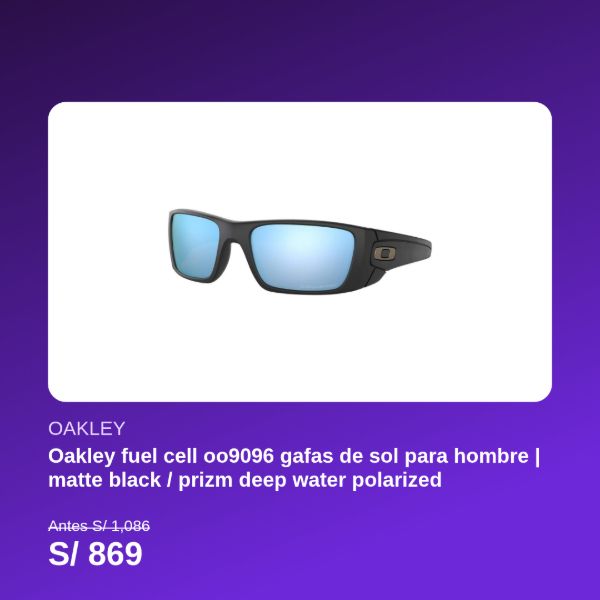 OAKLEY
Oakley fuel cell oo9096 gafas de sol para hombre |
matte black / prizm deep water polarized
Antes S/ 1,086
S/ 869